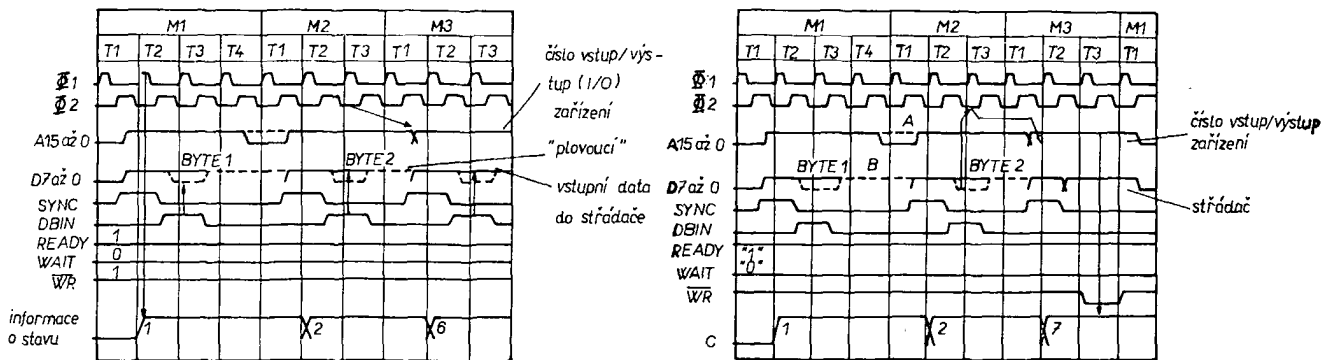 M1 M2 M3
T1 T2 T3 T4 T1 T2 T3 T1 T2 T3
Φ1
Φ2
A15 až 0
D7 až 0
SYNC
DBIN
READY
WAIT
WR
informace
o stavu
BYTE 1
BYTE 2
1
0
1
1
2
6
číslo vstup/výs-
tup (I/O)
zařízení
"plovoucí"
vstupní data
do střádače
M1 M2 M3 M1
T1 T2 T3 T4 T1 T2 T3 T1 T2 T3 T1
Φ1
Φ2
A15 až 0
D7 až 0
SYNC
DBIN
READY
WAIT
WR
C
A
BYTE 1 B BYTE 2
"1"
"0"
1
2
7
číslo vstup/výstup
zařízení
střádač